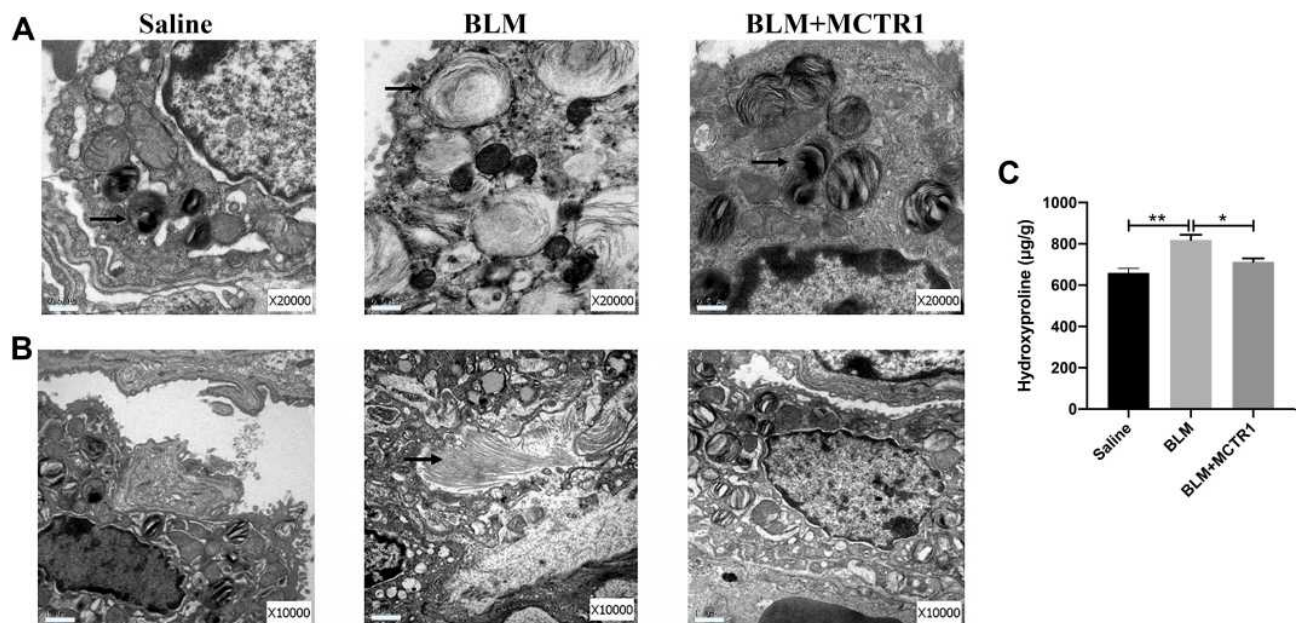 A
Saline
BLM
BLM+MCTR1
X20000
X20000
X20000
B
X10000
X10000
X10000
C
Hydroxyproline (μg/g)
1000
800
600
400
200
0
**
*
Saline
BLM
BLM+MCTR1